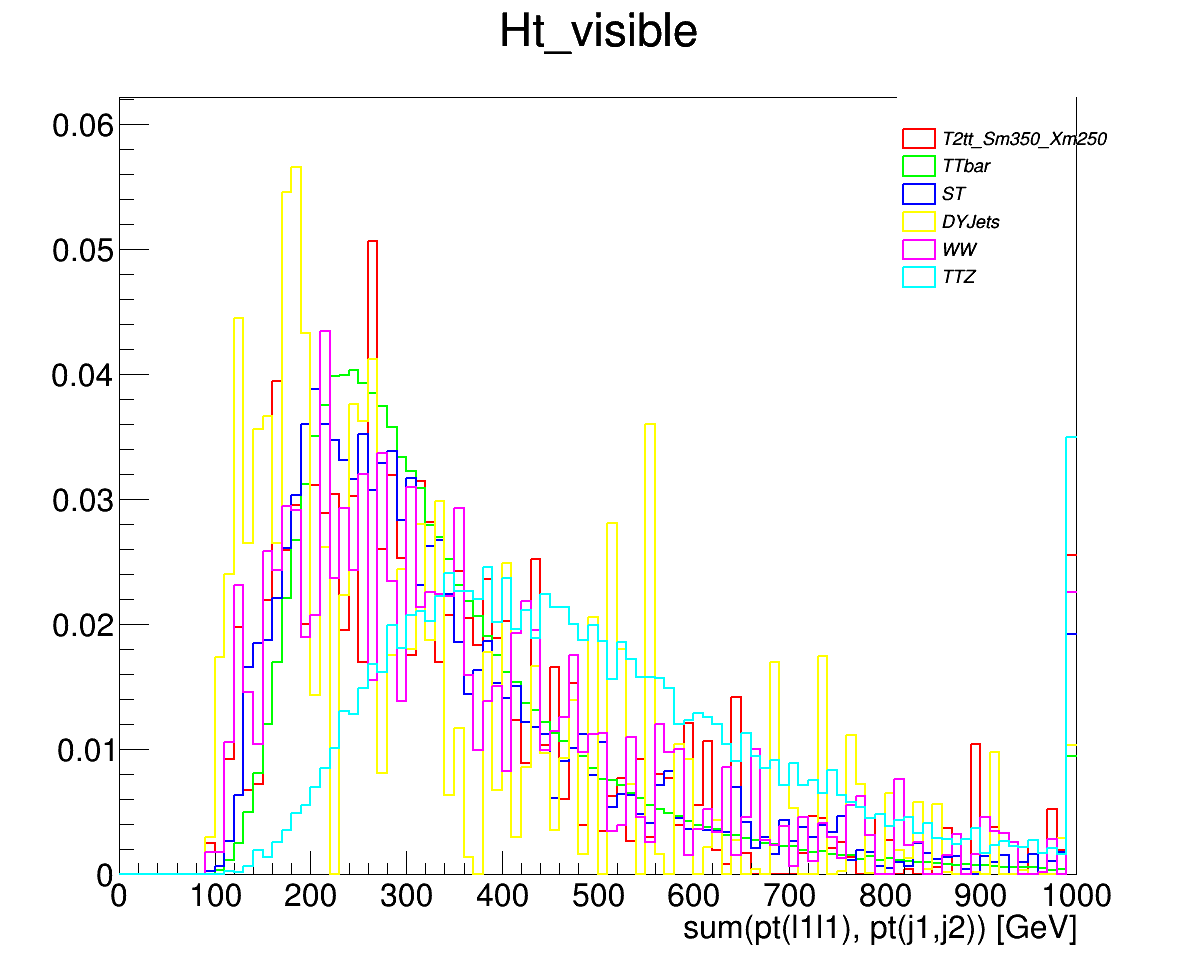 Ht_visible
0.06
0.05
0.04
0.03
0.02
0.01
0
T2tt_Sm350_Xm250
TTbar
ST
DYJets
WW
TTZ
0 100 200 300 400 500 600 700 800 900 1000
sum(pt(l1l1), pt(j1,j2)) [GeV]